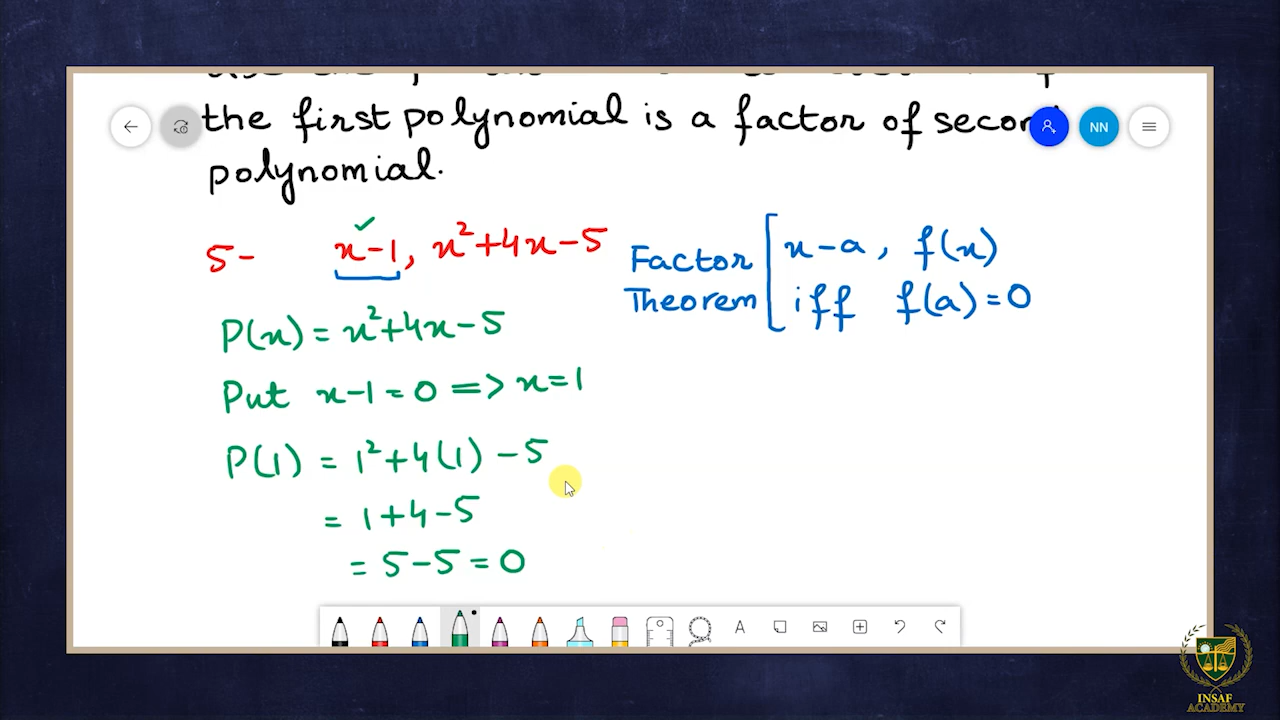 the first polynomial is a factor of secon
polynomial.
NN
5- x-1, x²+4x-5
Factor Theorem [ x-a, f(x)
iff f(a)=0
P(x) = x²+4x-5
Put x-1=0 => x=1
P(1) = 1²+4(1)-5
= 1+4-5
= 5-5=0
A
INSAF
ACADEMY